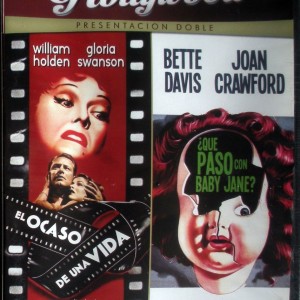 Hollywood
PRESENTACION DOBLE
william gloria
holden swanson
EL OCASO
DE UNA VIDA
BETTE JOAN
DAVIS CRAWFORD
¿QUE
PASO CON
BABY JANE?